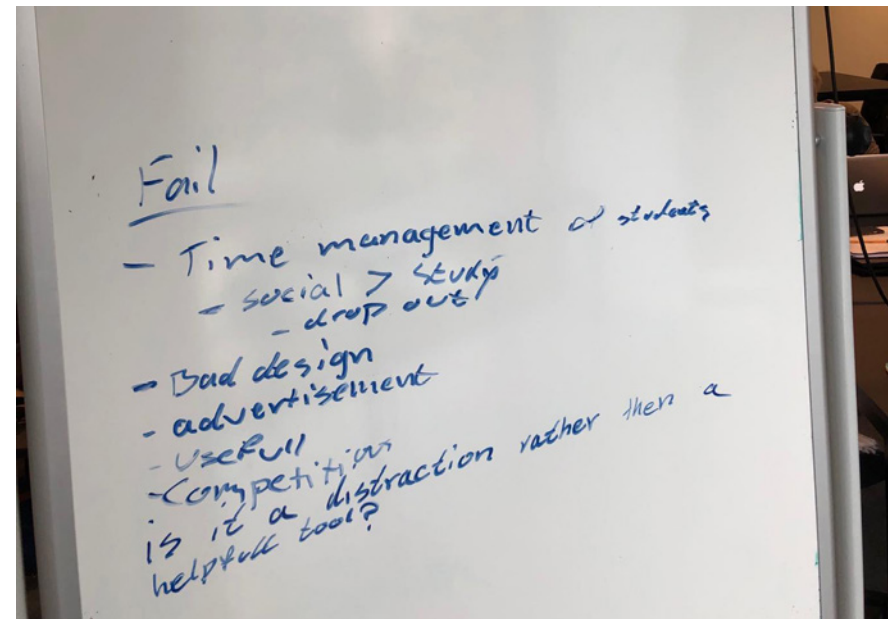 Fail
- Time management of students
- social > study
- drop out
- Bad design
- advertisement
- usefull
- Competition
is it a distraction rather then a
helpfull tool?